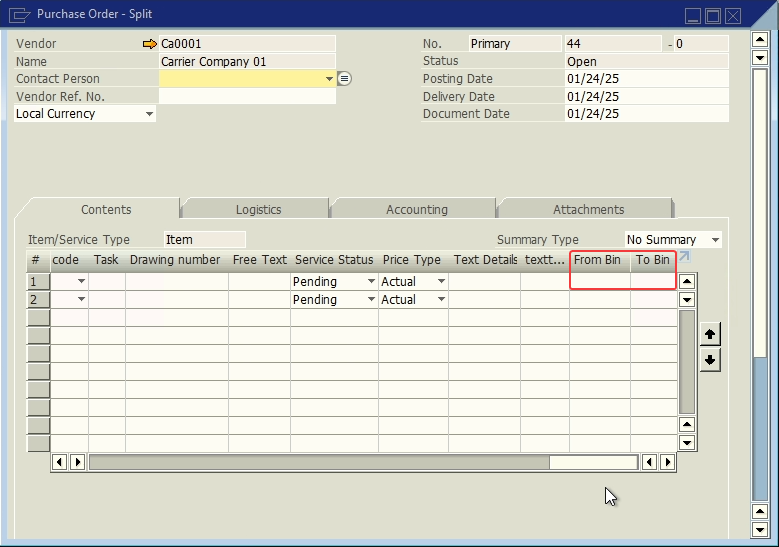 Purchase Order - Split
Vendor Ca0001 No. Primary 44 - 0
Name Carrier Company 01 Status Open
Contact Person Posting Date 01/24/25
Vendor Ref. No. Delivery Date 01/24/25
Local Currency Document Date 01/24/25
Contents Logistics Accounting Attachments
Item/Service Type Item Summary Type No Summary
# code Task Drawing number Free Text Service Status Price Type Text Details textt... From Bin To Bin
1 Pending Actual
2 Pending Actual